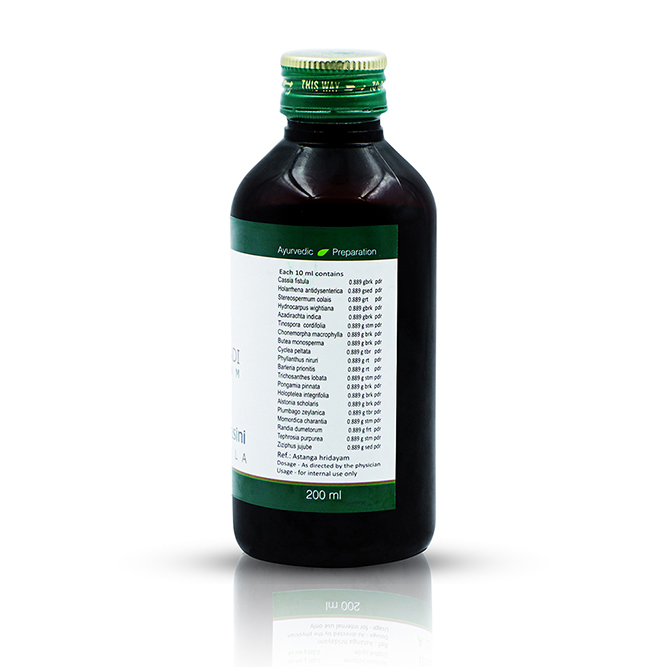 THIS WAY
Ayurvedic Preparation
Each 10 ml contains
Cassia fistula 0.889 gbrk pdr
Holarrhena antidysenterica 0.889 gsed pdr
Stereospermum colais 0.889 grt pdr
Hydnocarpus wightiana 0.889 gbrk pdr
Azadirachta indica 0.889 gbrk pdr
Tinospora cordifolia 0.889 g stm pdr
Chonemorpha macrophylla 0.889 g brk pdr
Butea monosperma 0.889 g brk pdr
Cyclea peltata 0.889 g tbr pdr
Phyllanthus niruri 0.889 g rt pdr
Barleria prionitis 0.889 g rt pdr
Trichosanthes lobata 0.889 g stm pdr
Pongamia pinnata 0.889 g brk pdr
Holoptelea integrifolia 0.889 g brk pdr
Alstonia scholaris 0.889 g brk pdr
Plumbago zeylanica 0.889 g tbr pdr
Momordica charantia 0.889 g stm pdr
Randia dumetorum 0.889 g frt pdr
Tephrosia purpurea 0.889 g stm pdr
Ziziphus jujube 0.889 g sed pdr
Ref.: Astanga hridayam
Dosage - As directed by the physician
Usage - for internal use only
200 ml
DI
M
sini
L A